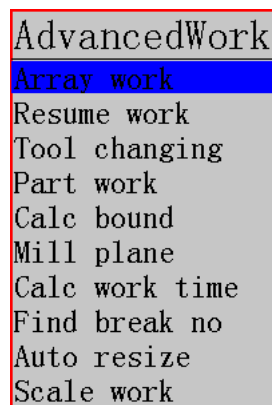 AdvancedWork
Array work
Resume work
Tool changing
Part work
Calc bound
Mill plane
Calc work time
Find break no
Auto resize
Scale work